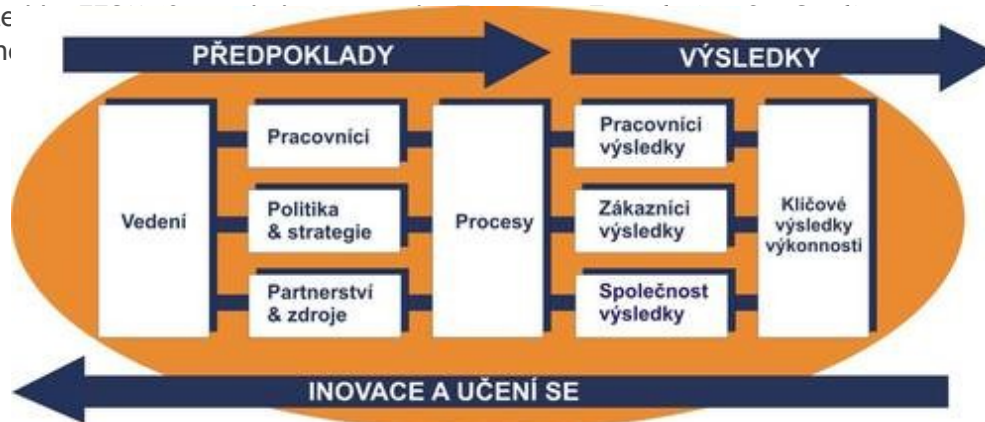 PŘEDPOKLADY
VÝSLEDKY
Vedení
Pracovníci
Politika
& strategie
Partnerství
& zdroje
Procesy
Pracovníci
výsledky
Zákazníci
výsledky
Společnost
výsledky
Klíčové
výsledky
výkonnosti
INOVACE A UČENÍ SE